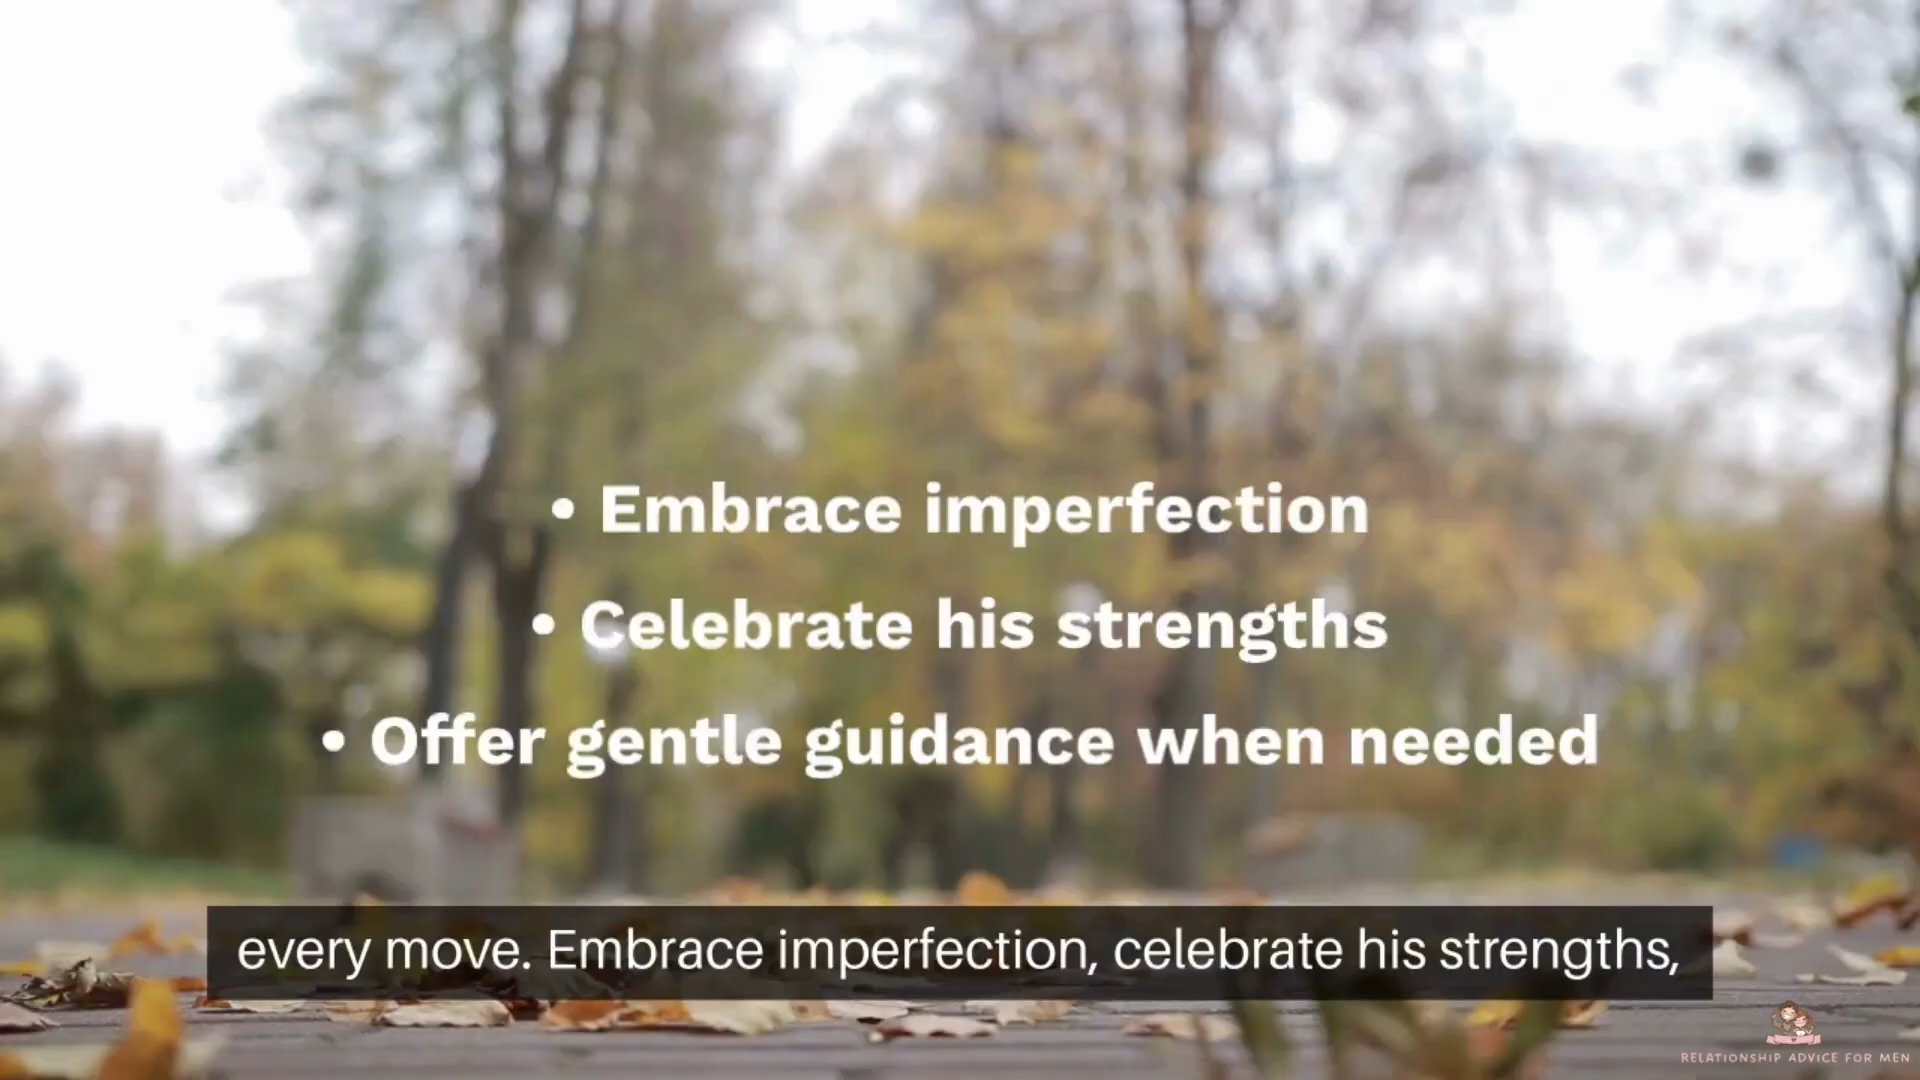 • Embrace imperfection
• Celebrate his strengths
• Offer gentle guidance when needed
every move. Embrace imperfection, celebrate his strengths,
RELATIONSHIP ADVICE FOR MEN